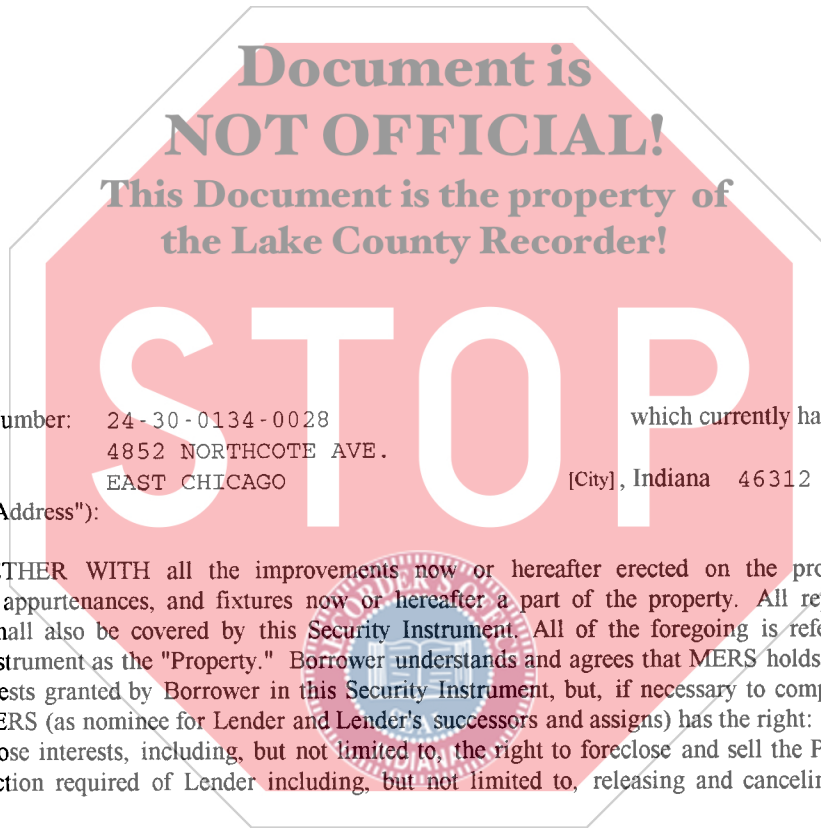 Document is
NOT OFFICIAL!
This Document is the property of
the Lake County Recorder!
STOP
umber: 24-30-0134-0028 which currently ha
4852 NORTHCOTE AVE.
EAST CHICAGO [City], Indiana 46312
Address"):
THER WITH all the improvements now or hereafter erected on the pro
appurtenances, and fixtures now or hereafter a part of the property. All re
hall also be covered by this Security Instrument. All of the foregoing is refe
strument as the "Property." Borrower understands and agrees that MERS holds
ests granted by Borrower in this Security Instrument, but, if necessary to comp
ERS (as nominee for Lender and Lender's successors and assigns) has the right:
ose interests, including, but not limited to, the right to foreclose and sell the P
ction required of Lender including, but not limited to, releasing and cancelin
RECORDER'S OF
SEAL
INDIANA